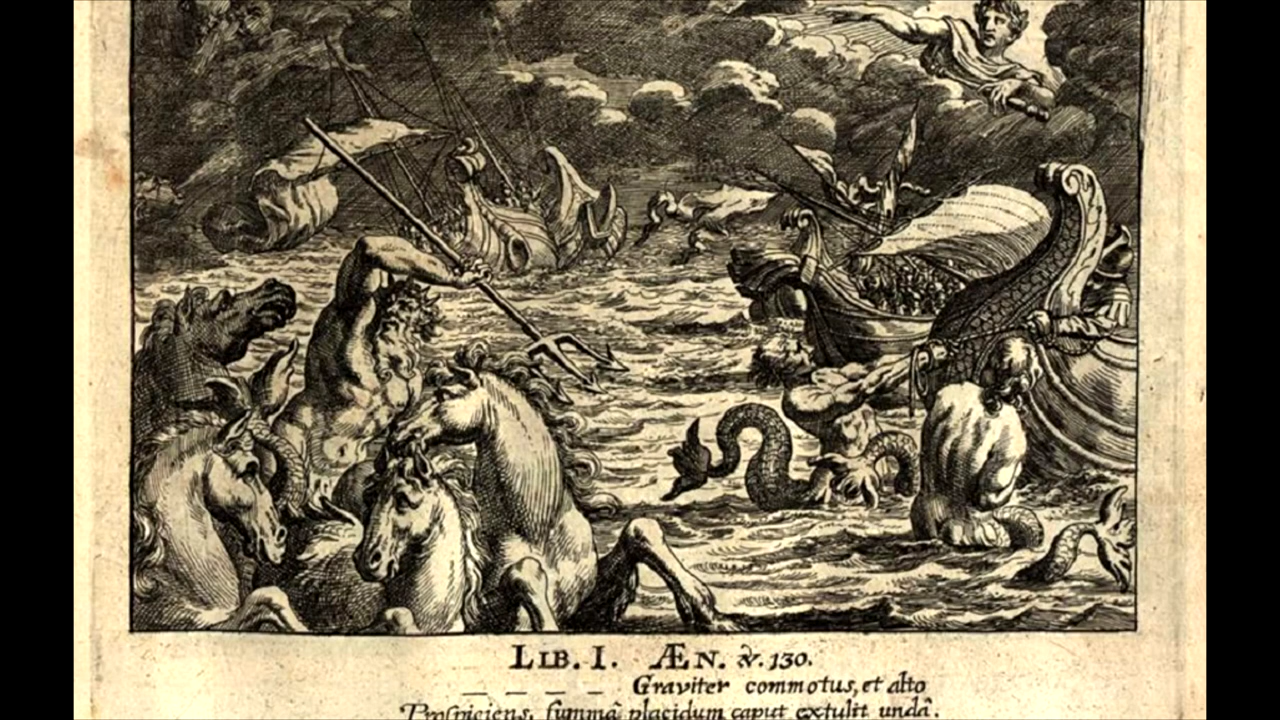 LIB. I. ÆN. v. 130.
_ _ _ _ Graviter commotus, et alto
Prospiciens, summâ placidum caput extulit undâ.